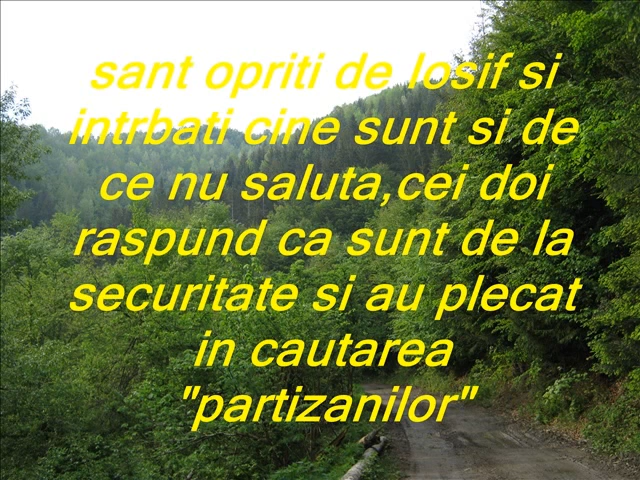 sant opriti de Iosif si
intrbati cine sunt si de
ce nu saluta,cei doi
raspund ca sunt de la
securitate si au plecat
in cautarea
"partizanilor"